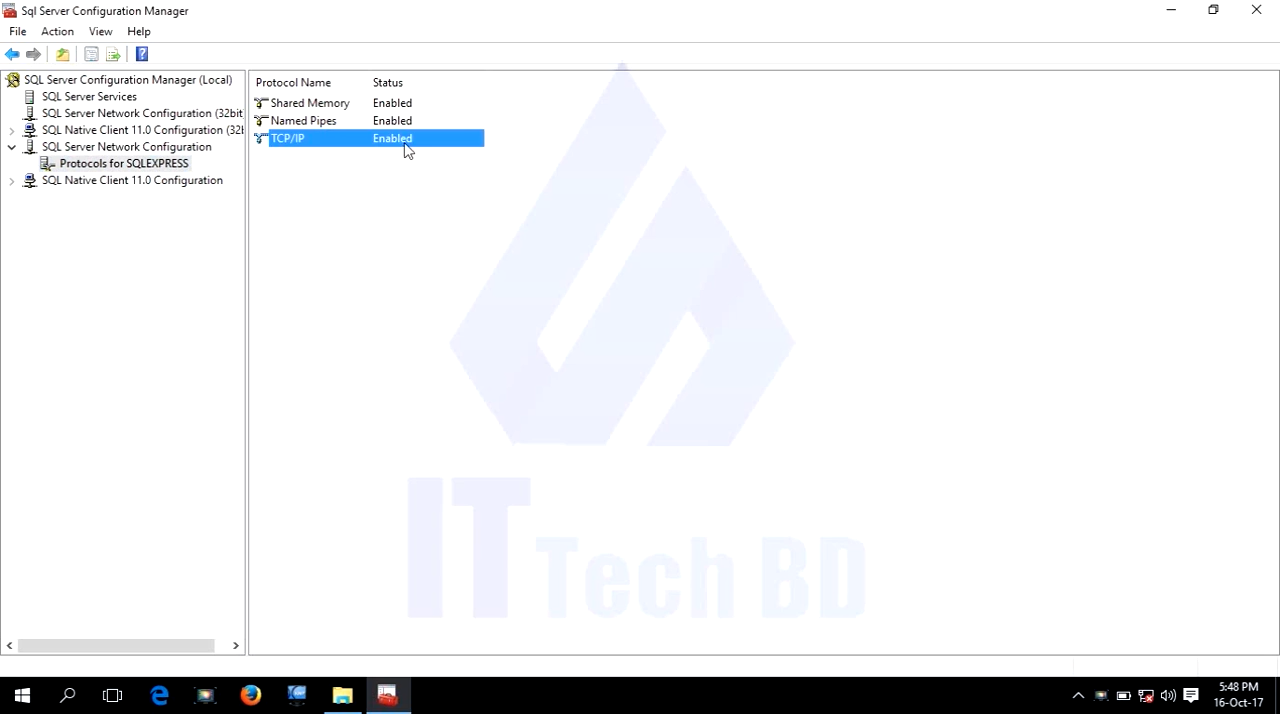 Sql Server Configuration Manager
File Action View Help
SQL Server Configuration Manager (Local)
SQL Server Services
SQL Server Network Configuration (32bit
SQL Native Client 11.0 Configuration (32b
SQL Server Network Configuration
Protocols for SQLEXPRESS
SQL Native Client 11.0 Configuration
Protocol Name Status
Shared Memory Enabled
Named Pipes Enabled
TCP/IP Enabled
IT Tech BD
5:48 PM
16-Oct-17